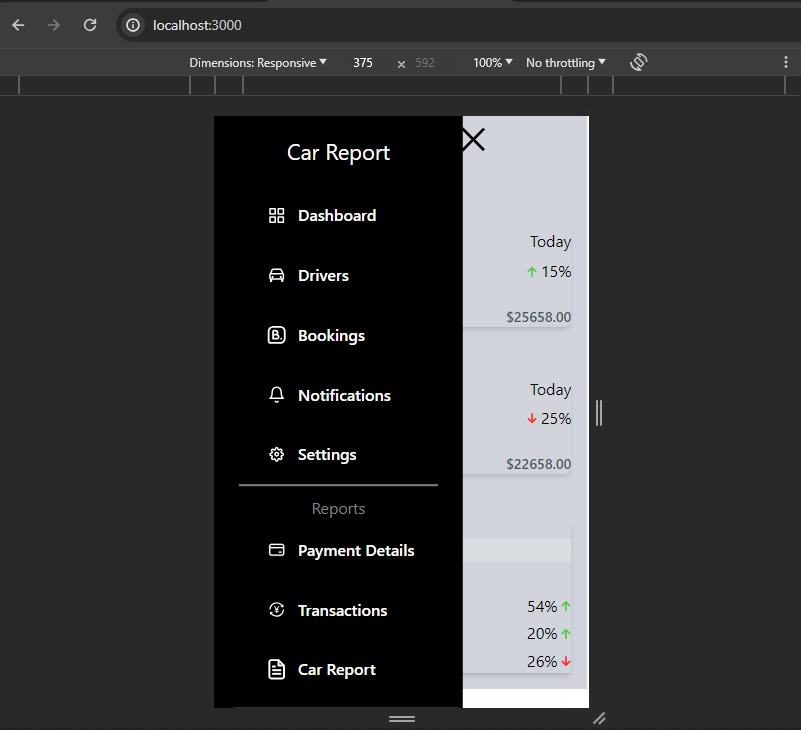 localhost:3000
Dimensions: Responsive 375 × 592 100% No throttling
Car Report
Dashboard
Drivers
B. Bookings
Notifications
Settings
Reports
Payment Details
¥ Transactions
Car Report
Today
15%
$25658.00
Today
25%
$22658.00
54%
20%
26%